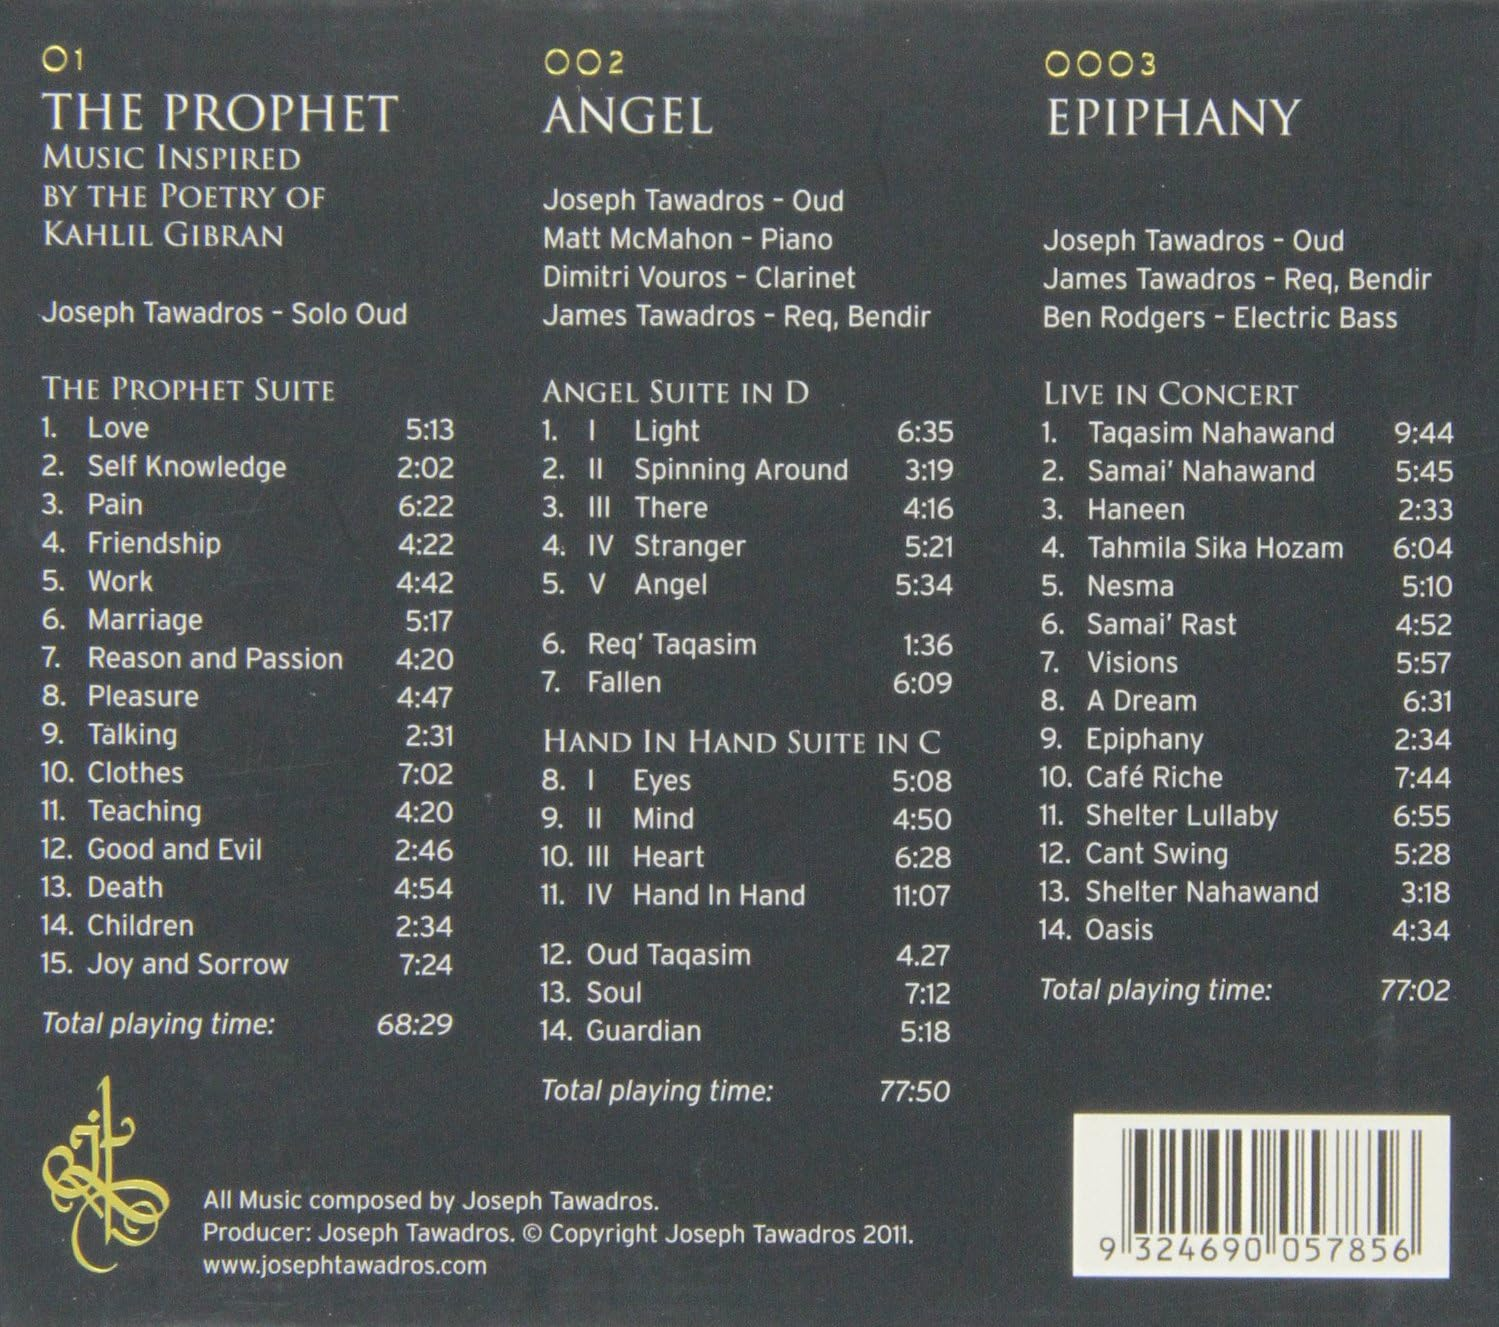 01
THE PROPHET
MUSIC INSPIRED
BY THE POETRY OF
KAHLIL GIBRAN
Joseph Tawadros – Solo Oud
THE PROPHET SUITE
1. Love 5:13
2. Self Knowledge 2:02
3. Pain 6:22
4. Friendship 4:22
5. Work 4:42
6. Marriage 5:17
7. Reason and Passion 4:20
8. Pleasure 4:47
9. Talking 2:31
10. Clothes 7:02
11. Teaching 4:20
12. Good and Evil 2:46
13. Death 4:54
14. Children 2:34
15. Joy and Sorrow 7:24
Total playing time: 68:29
002
ANGEL
Joseph Tawadros – Oud
Matt McMahon – Piano
Dimitri Vouros – Clarinet
James Tawadros – Req, Bendir
ANGEL SUITE IN D
1. I Light 6:35
2. II Spinning Around 3:19
3. III There 4:16
4. IV Stranger 5:21
5. V Angel 5:34
6. Req' Taqasim 1:36
7. Fallen 6:09
HAND IN HAND SUITE IN C
8. I Eyes 5:08
9. II Mind 4:50
10. III Heart 6:28
11. IV Hand In Hand 11:07
12. Oud Taqasim 4.27
13. Soul 7:12
14. Guardian 5:18
Total playing time: 77:50
0003
EPIPHANY
Joseph Tawadros – Oud
James Tawadros – Req, Bendir
Ben Rodgers – Electric Bass
LIVE IN CONCERT
1. Taqasim Nahawand 9:44
2. Samai' Nahawand 5:45
3. Haneen 2:33
4. Tahmila Sika Hozam 6:04
5. Nesma 5:10
6. Samai' Rast 4:52
7. Visions 5:57
8. A Dream 6:31
9. Epiphany 2:34
10. Café Riche 7:44
11. Shelter Lullaby 6:55
12. Cant Swing 5:28
13. Shelter Nahawand 3:18
14. Oasis 4:34
Total playing time: 77:02
jt
All Music composed by Joseph Tawadros.
Producer: Joseph Tawadros. © Copyright Joseph Tawadros 2011.
www.josephtawadros.com
9 324690 057856